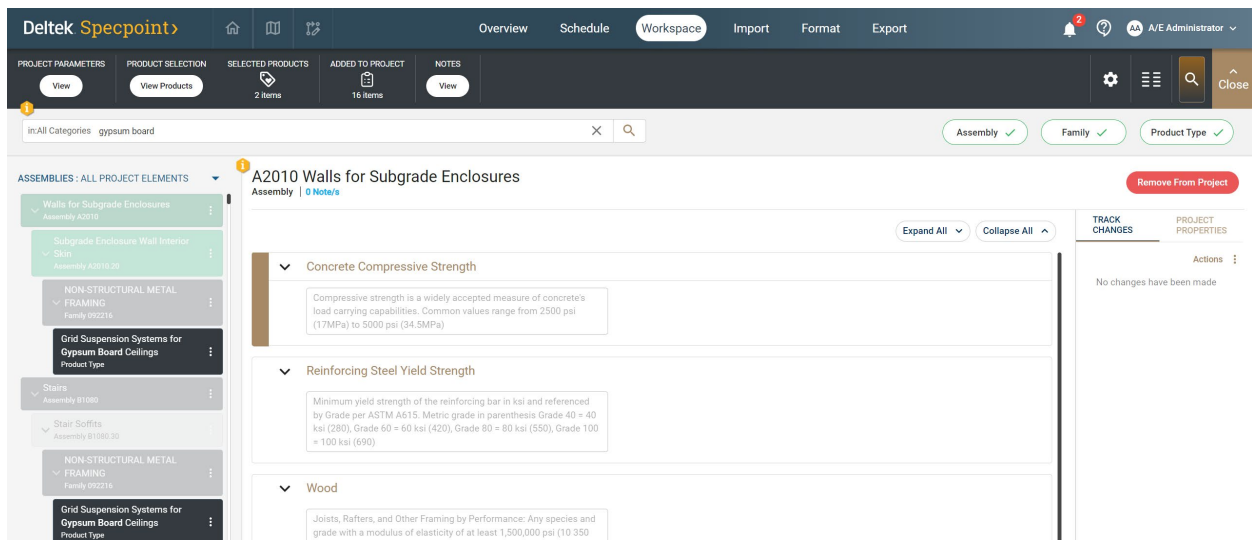 Deltek Specpoint>
Overview Schedule Workspace Import Format Export
2
AA A/E Administrator
PROJECT PARAMETERS PRODUCT SELECTION SELECTED PRODUCTS ADDED TO PROJECT NOTES
View View Products 2 items 16 items View
Close
in:All Categories gypsum board
Assembly Family Product Type
ASSEMBLIES : ALL PROJECT ELEMENTS
Walls for Subgrade Enclosures
Assembly A2010
Subgrade Enclosure Wall Interior
Skin
Assembly A2010.20
NON-STRUCTURAL METAL
FRAMING
Family 092216
Grid Suspension Systems for
Gypsum Board Ceilings
Product Type
Stairs
Assembly B1080
Stair Soffits
Assembly B1080.30
NON-STRUCTURAL METAL
FRAMING
Family 092216
Grid Suspension Systems for
Gypsum Board Ceilings
Product Type
A2010 Walls for Subgrade Enclosures
Assembly | 0 Note/s
Remove From Project
Expand All Collapse All
Concrete Compressive Strength
Compressive strength is a widely accepted measure of concrete's
load carrying capabilities. Common values range from 2500 psi
(17MPa) to 5000 psi (34.5MPa)
Reinforcing Steel Yield Strength
Minimum yield strength of the reinforcing bar in ksi and referenced
by Grade per ASTM A615. Metric grade in parenthesis Grade 40 = 40
ksi (280), Grade 60 = 60 ksi (420), Grade 80 = 80 ksi (550), Grade 100
= 100 ksi (690)
Wood
Joists, Rafters, and Other Framing by Performance: Any species and
grade with a modulus of elasticity of at least 1,500,000 psi (10 350
TRACK
CHANGES
PROJECT
PROPERTIES
Actions
No changes have been made